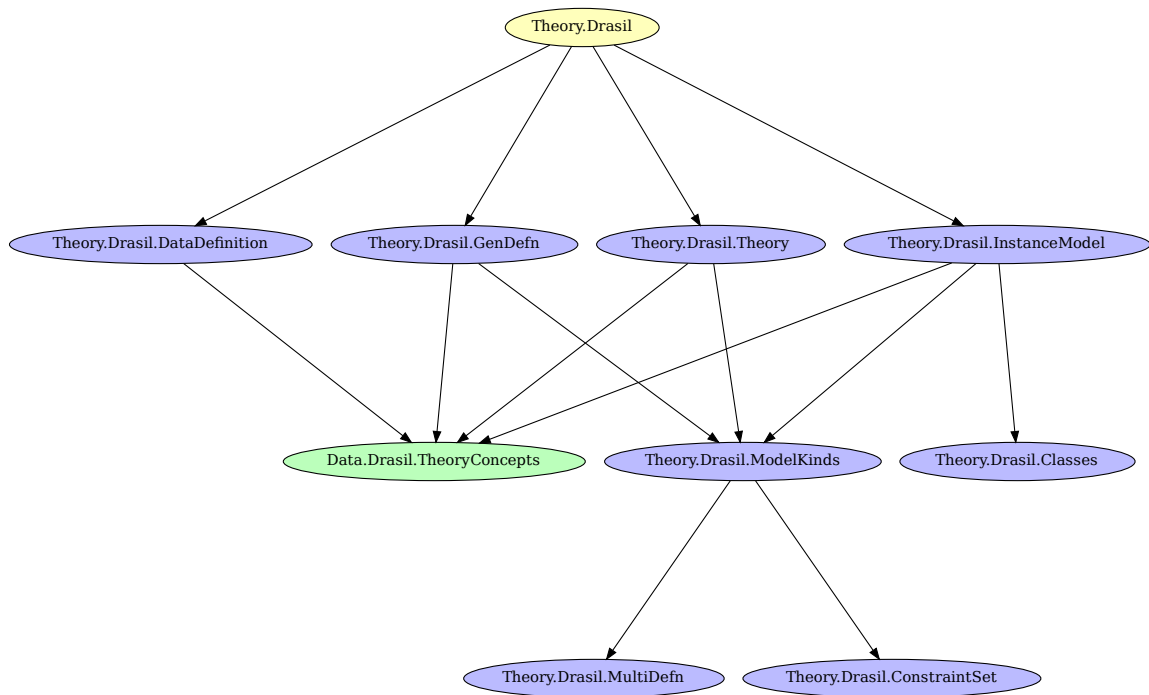 Theory.Drasil
Theory.Drasil.DataDefinition
Theory.Drasil.GenDefn
Theory.Drasil.Theory
Theory.Drasil.InstanceModel
Data.Drasil.TheoryConcepts
Theory.Drasil.ModelKinds
Theory.Drasil.Classes
Theory.Drasil.MultiDefn
Theory.Drasil.ConstraintSet